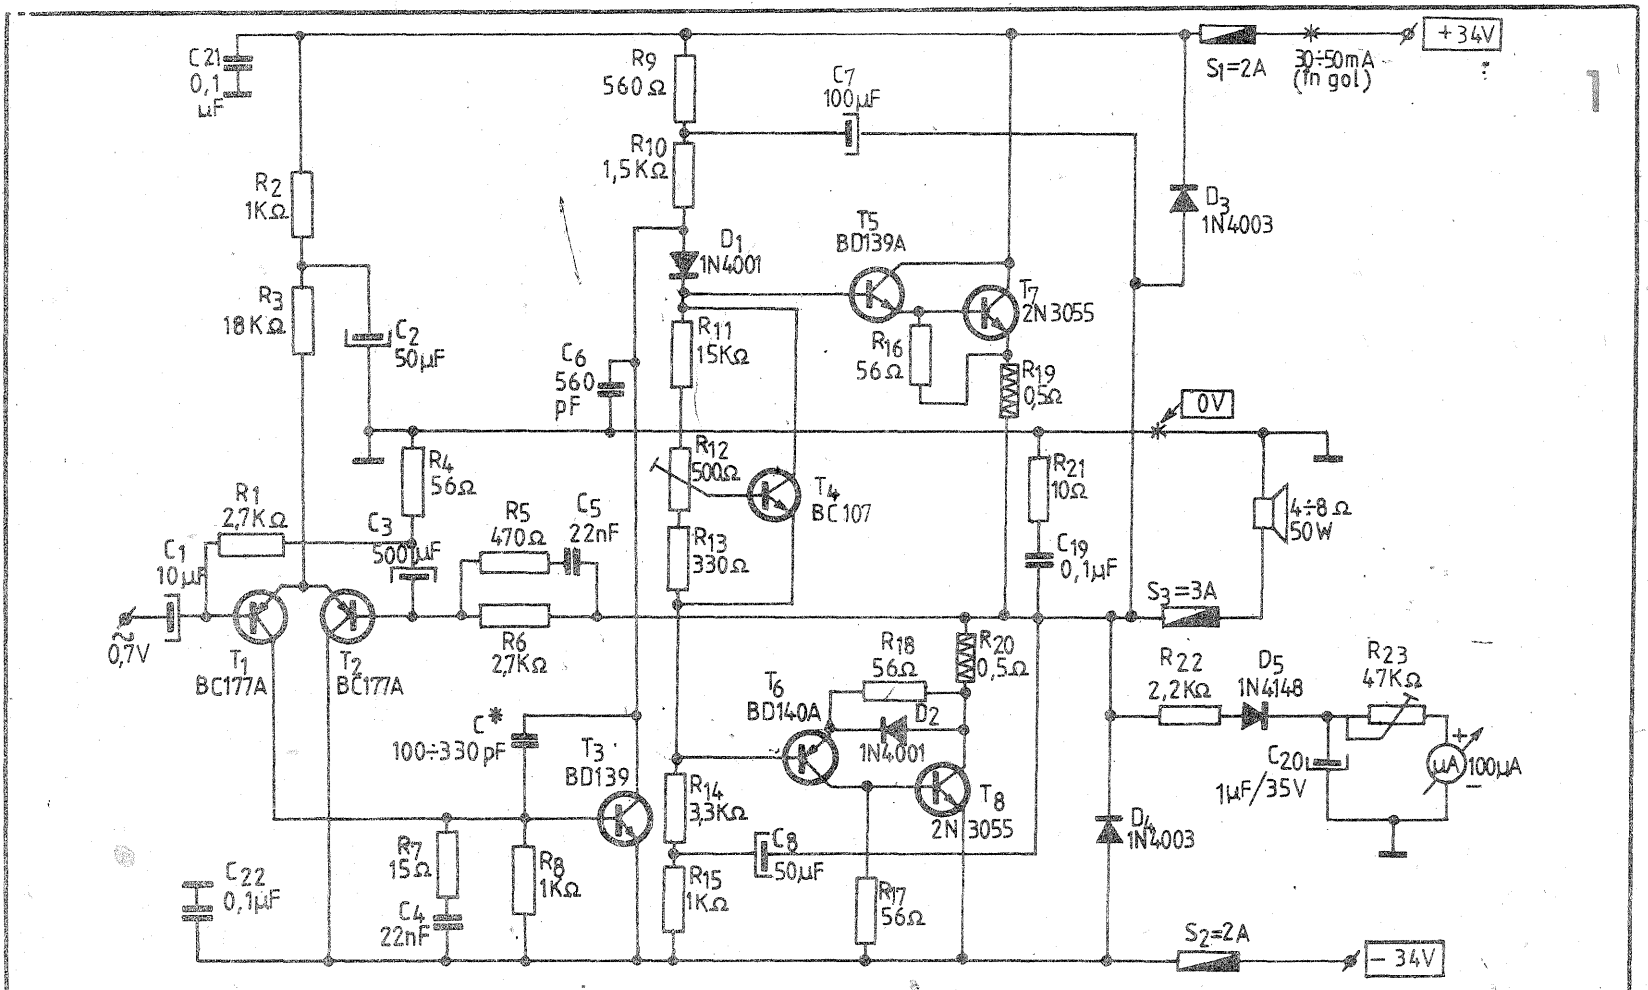 C21
0,1
µF
R9
560Ω
C7
100µF
S1=2A
30÷50mA
(în gol)
+34V
1
R10
1,5KΩ
R2
1KΩ
D1
1N4001
T5
BD139A
D3
1N4003
R3
18KΩ
C2
50µF
C6
560
pF
R11
15KΩ
R16
56Ω
T7
2N3055
R19
0,5Ω
0V
R4
56Ω
R12
500Ω
T4
BC107
R21
10Ω
4÷8Ω
50W
R1
2,7KΩ
C3
500µF
R5
470Ω
C5
22nF
R13
330Ω
C19
0,1µF
C1
10µF
S3=3A
~
0,7V
T1
BC177A
T2
BC177A
R6
2,7KΩ
R18
56Ω
R20
0,5Ω
R22
2,2KΩ
D5
1N4148
R23
47KΩ
C*
100÷330pF
T3
BD139
T6
BD140A
D2
1N4001
C20
1µF/35V
+
µA
100µA
−
R14
3,3KΩ
T8
2N3055
D4
1N4003
R7
15Ω
R8
1KΩ
C8
50µF
C22
0,1µF
C4
22nF
R15
1KΩ
R17
56Ω
S2=2A
−34V